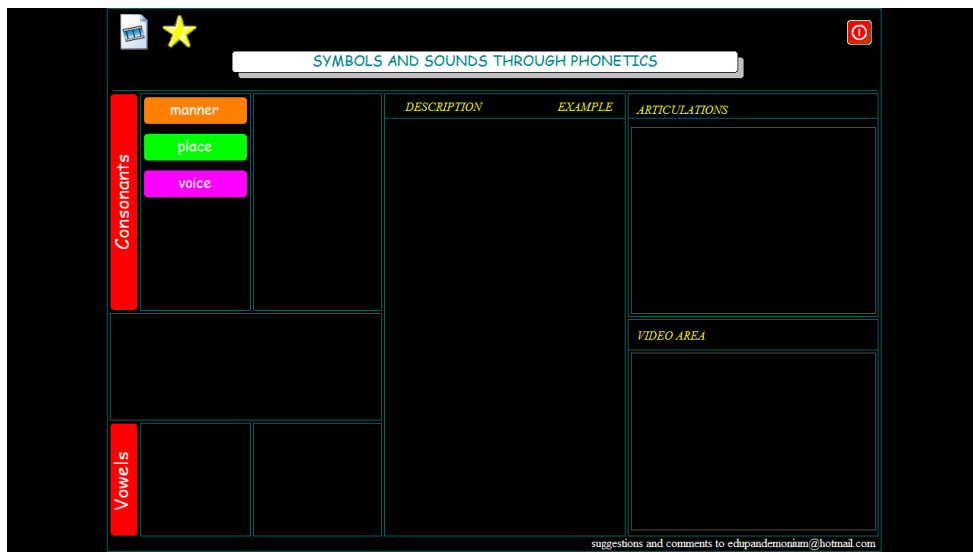 SYMBOLS AND SOUNDS THROUGH PHONETICS
Consonants
manner
place
voice
DESCRIPTION EXAMPLE
ARTICULATIONS
VIDEO AREA
Vowels
suggestions and comments to edupandemonium@hotmail.com